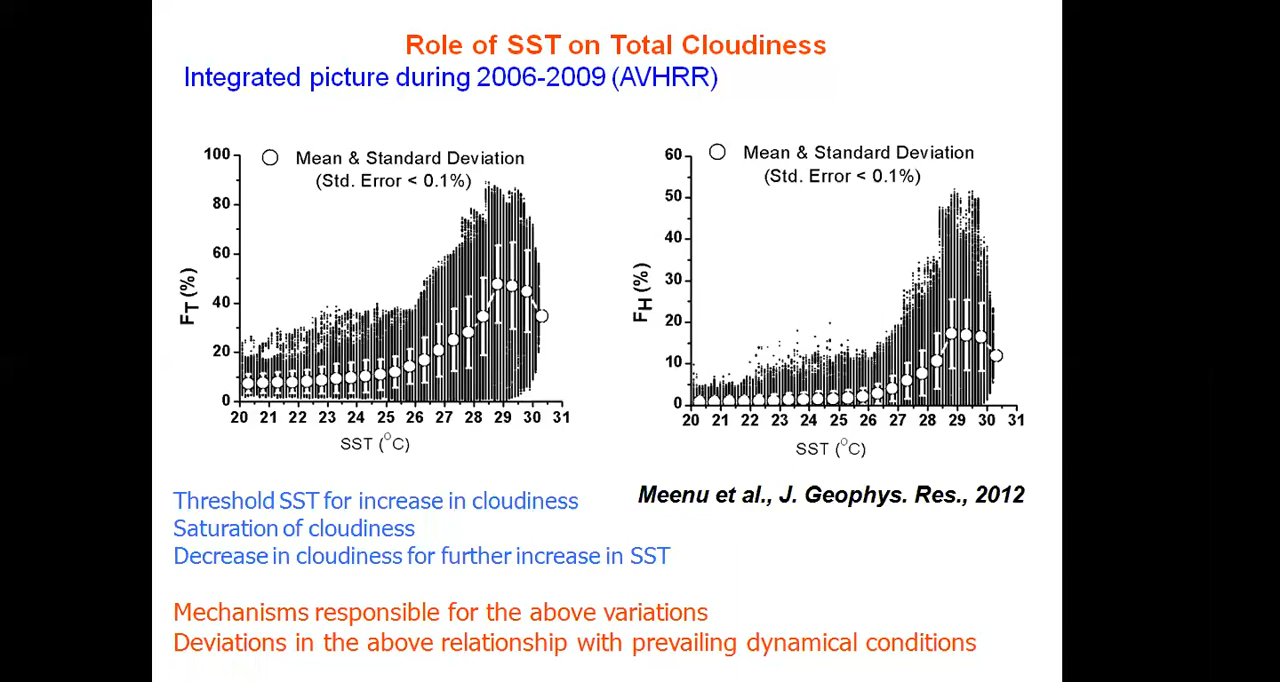 Role of SST on Total Cloudiness
Integrated picture during 2006-2009 (AVHRR)
Mean & Standard Deviation
(Std. Error < 0.1%)
100
80
60
40
20
0
FT (%)
20 21 22 23 24 25 26 27 28 29 30 31
SST (°C)
Mean & Standard Deviation
(Std. Error < 0.1%)
60
50
40
30
20
10
0
FH (%)
20 21 22 23 24 25 26 27 28 29 30 31
SST (°C)
Meenu et al., J. Geophys. Res., 2012
Threshold SST for increase in cloudiness
Saturation of cloudiness
Decrease in cloudiness for further increase in SST
Mechanisms responsible for the above variations
Deviations in the above relationship with prevailing dynamical conditions